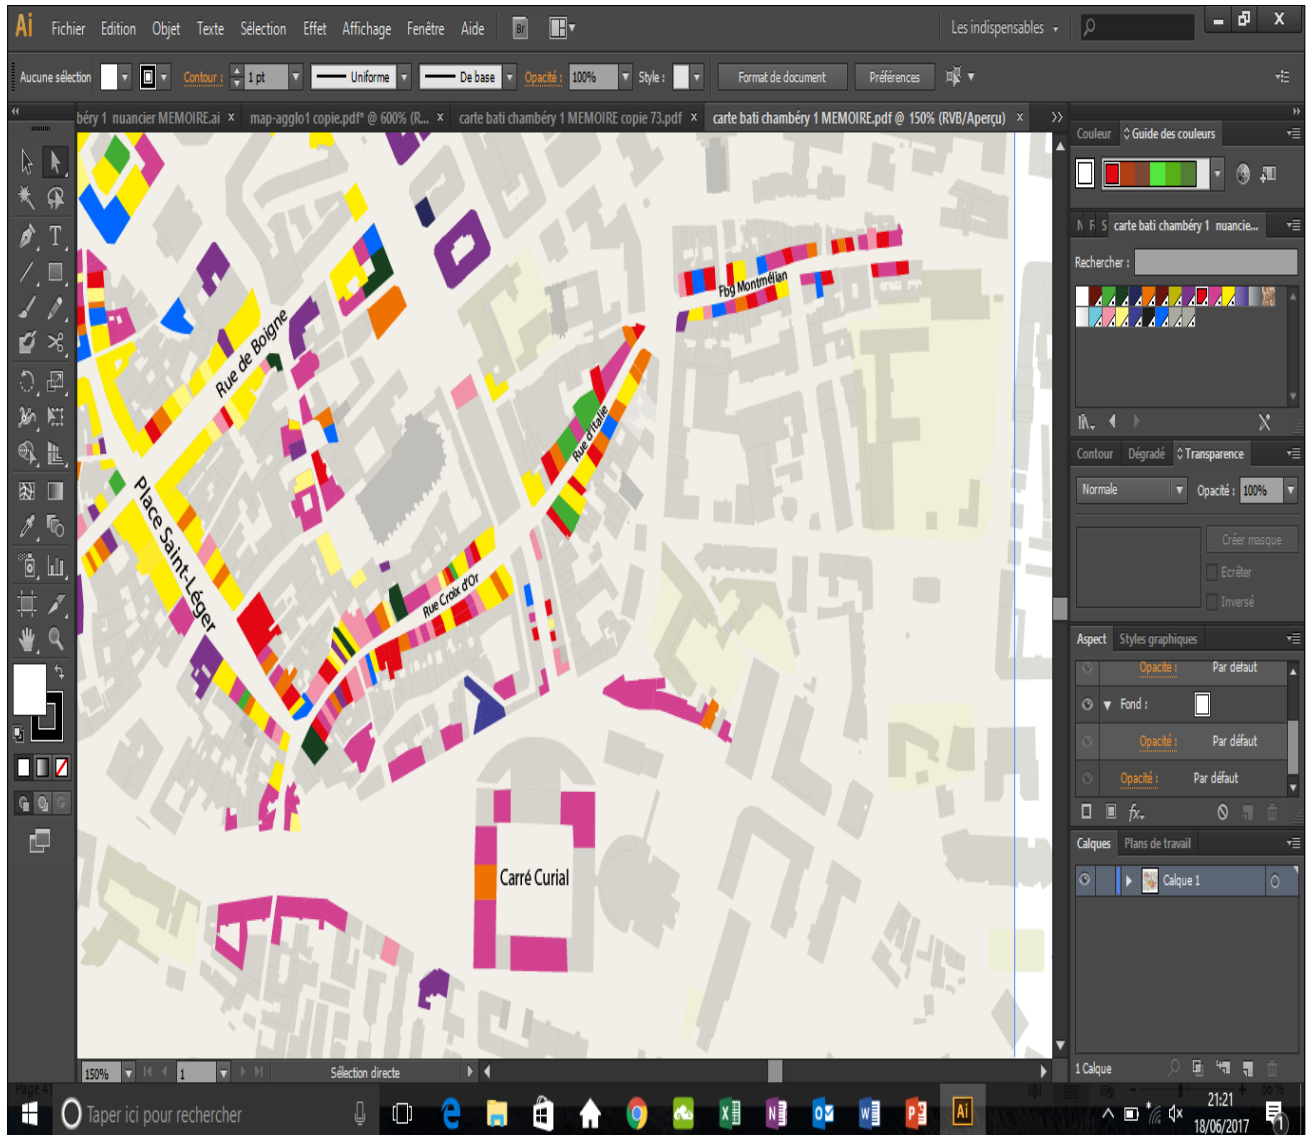 Ai Fichier Edition Objet Texte Sélection Effet Affichage Fenêtre Aide Br Les indispensables X
Aucune sélection Contour : 1 pt Uniforme De base Opacité : 100% Style : Format de document Préférences
béry 1 nuancier MEMOIRE.ai × map-agglo1 copie.pdf* @ 600% (R... × carte bati chambéry 1 MEMOIRE copie 73.pdf × carte bati chambéry 1 MEMOIRE.pdf @ 150% (RVB/Aperçu) ×
Couleur Guide des couleurs
N F S carte bati chambéry 1 nuancie...
Rechercher :
Contour Dégradé Transparence
Normale Opacité : 100%
Créer masque
Ecrêter
Inversé
Aspect Styles graphiques
Opacité : Par défaut
Fond :
Opacité : Par défaut
Opacité : Par défaut
fx
Calques Plans de travail
Calque 1
1 Calque
Fbg Montmélian
Rue de Boigne
Rue d'Italie
Place Saint-Léger
Rue Croix d'Or
Carré Curial
150% 1 Sélection directe
Page 41
86 %
Taper ici pour rechercher
21:21
18/06/2017
1